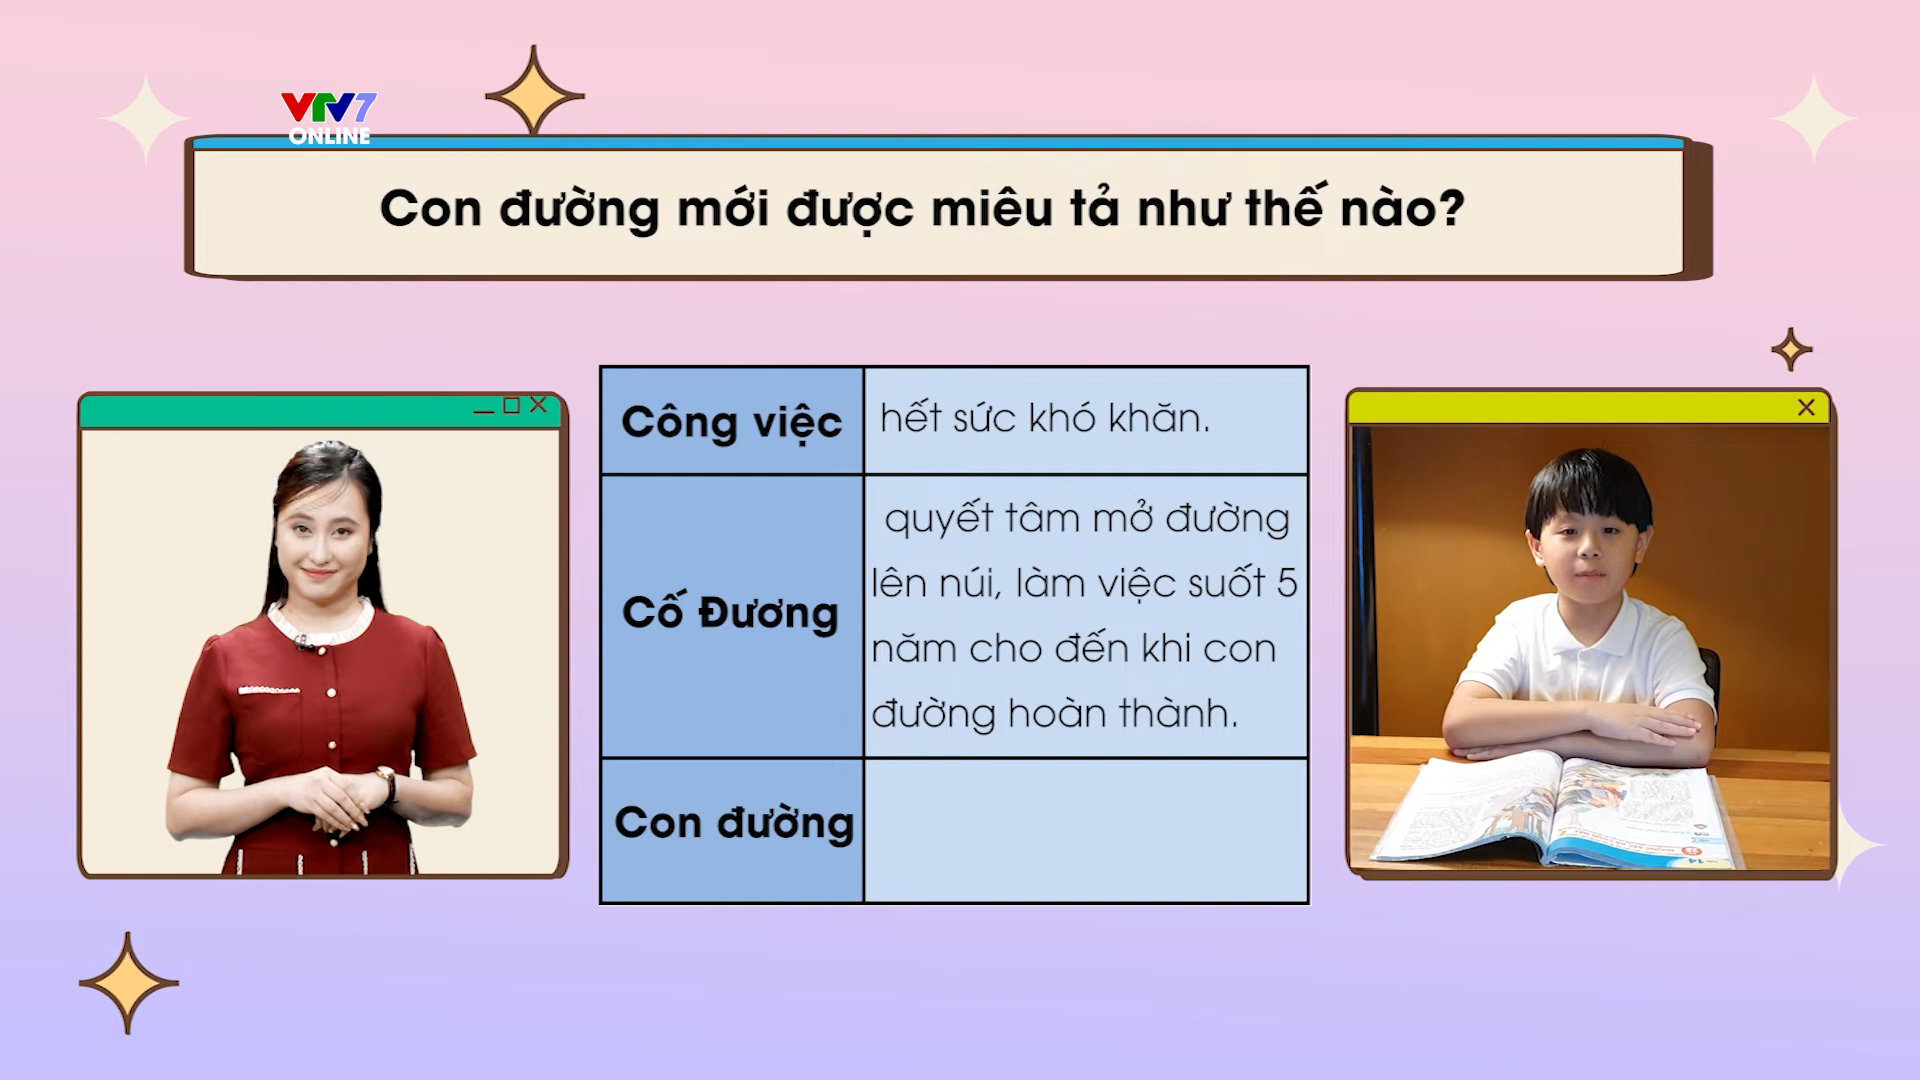 VTV7
ONLINE
Con đường mới được miêu tả như thế nào?
Công việc
hết sức khó khăn.
Cố Đương
quyết tâm mở đường
lên núi, làm việc suốt 5
năm cho đến khi con
đường hoàn thành.
Con đường